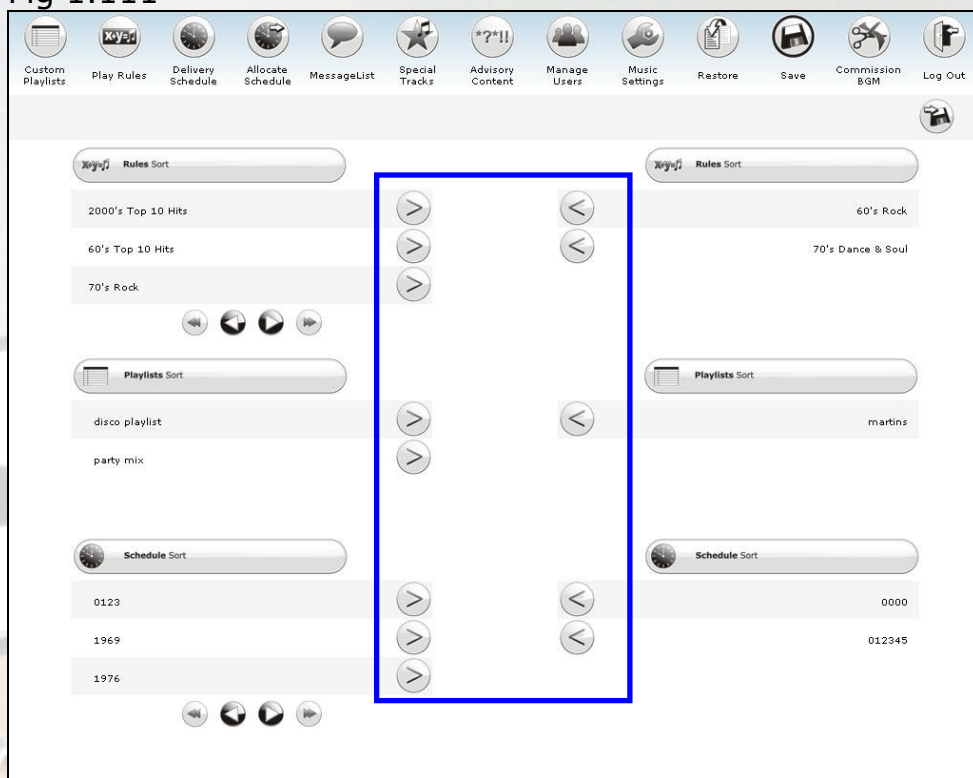 Fig 1.111
X+y=♫
*?*!!
Custom Playlists
Play Rules
Delivery Schedule
Allocate Schedule
MessageList
Special Tracks
Advisory Content
Manage Users
Music Settings
Restore
Save
Commission BGM
Log Out
X+y=♫ Rules Sort
X+y=♫ Rules Sort
2000's Top 10 Hits > < 60's Rock
60's Top 10 Hits > < 70's Dance & Soul
70's Rock >
Playlists Sort
Playlists Sort
disco playlist > < martins
party mix >
Schedule Sort
Schedule Sort
0123 > < 0000
1969 > < 012345
1976 >